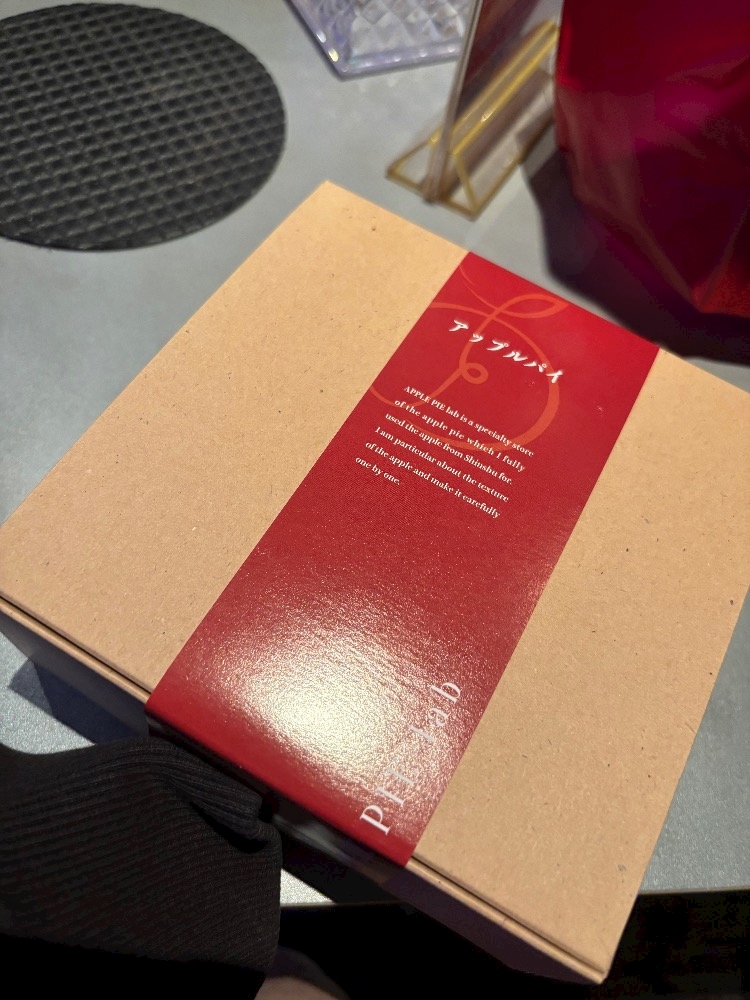 アップルパイ
APPLE PIE lab is a specialty store
of the apple pie which I fully
used the apple from Shinshu for.
I am particular about the texture
of the apple and make it carefully
one by one.
PIE lab